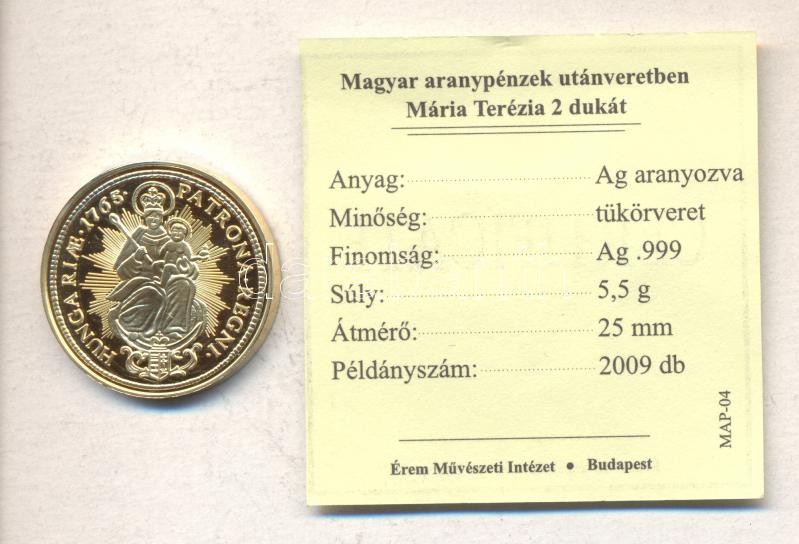 HUNGARIÆ·1765· PATRONA REGNI·
Magyar aranypénzek utánveretben
Mária Terézia 2 dukát
Anyag: Ag aranyozva
Minőség: tükörveret
Finomság: Ag .999
Súly: 5,5 g
Átmérő: 25 mm
Példányszám: 2009 db
MAP-04
Érem Művészeti Intézet • Budapest